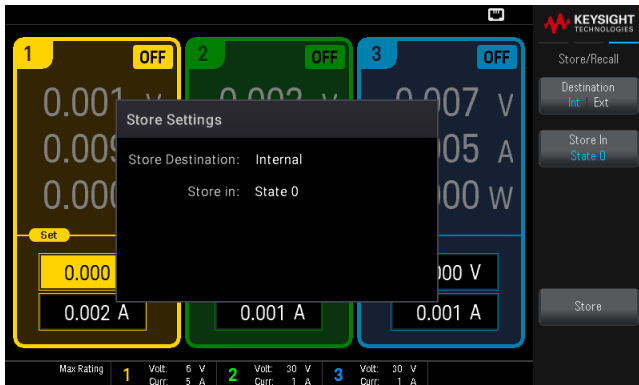 KEYSIGHT
TECHNOLOGIES
Store/Recall
Destination
Int Ext
Store In
State 0
Store
1 OFF
2 OFF
3 OFF
0.001 V
0.007 V
05 A
00 W
Store Settings
Store Destination: Internal
Store in: State 0
Set
0.000
00 V
0.002 A
0.001 A
0.001 A
Max Rating
1 Volt: 6 V
Curr: 5 A
2 Volt: 30 V
Curr: 1 A
3 Volt: 30 V
Curr: 1 A